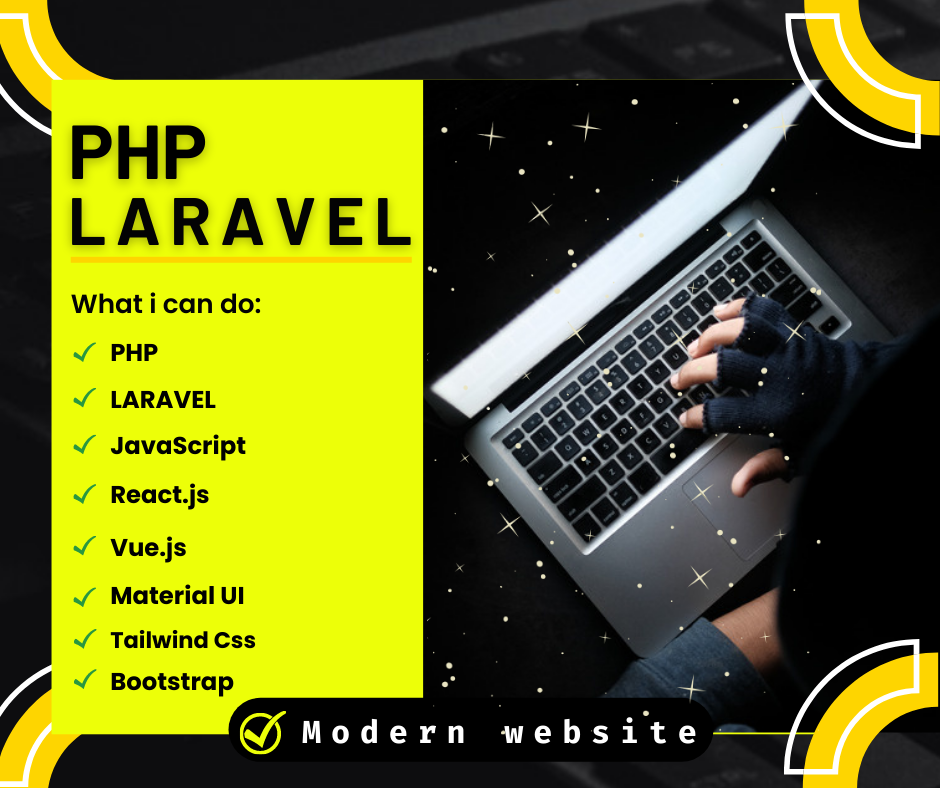 PHP
LARAVEL
What i can do:
PHP
LARAVEL
JavaScript
React.js
Vue.js
Material UI
Tailwind Css
Bootstrap
Modern website